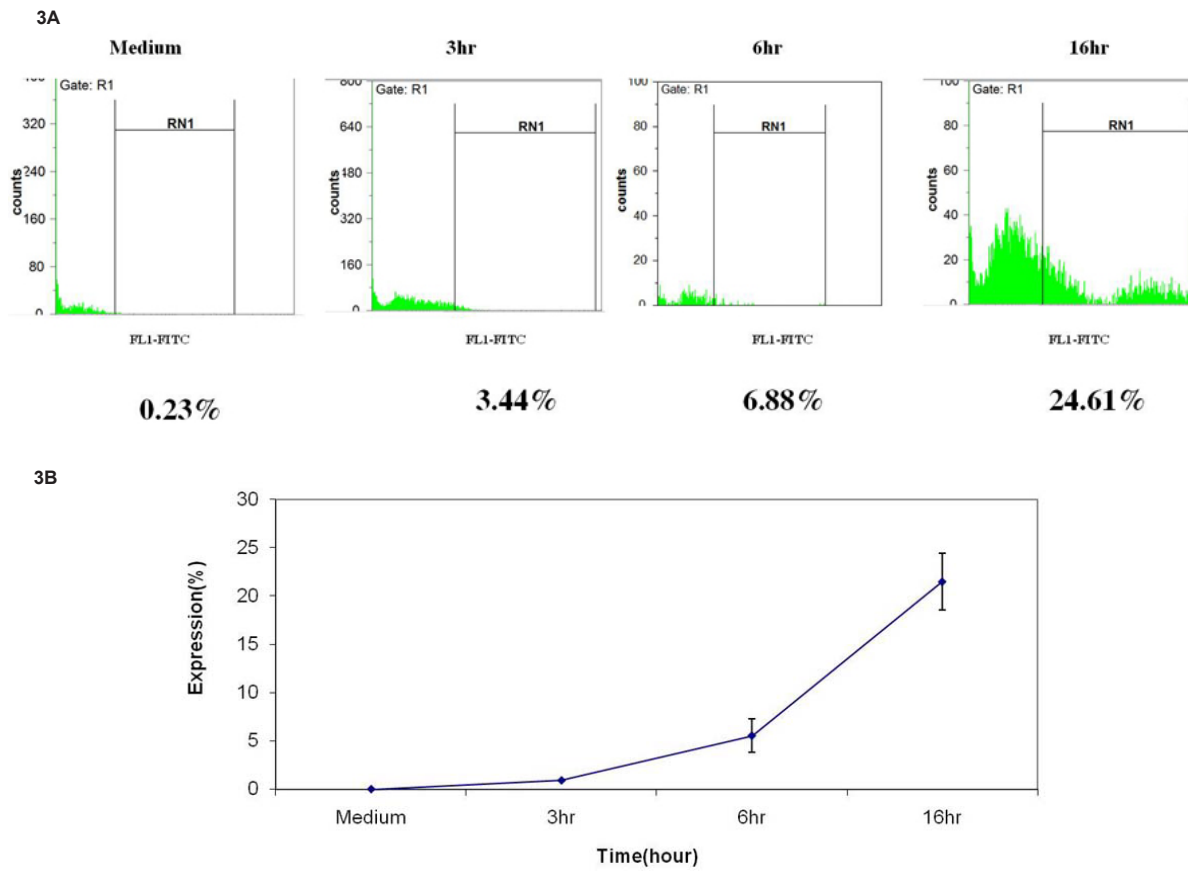 3A
Medium 3hr 6hr 16hr
Gate: R1
RN1
320
240
160
80
0
counts
Gate: R1
RN1
800
640
480
320
160
0
counts
Gate: R1
RN1
100
80
60
40
20
0
counts
Gate: R1
RN1
100
80
60
40
20
0
counts
FL1-FITC FL1-FITC FL1-FITC FL1-FITC
0.23% 3.44% 6.88% 24.61%
3B
30
25
20
15
10
5
0
Expression(%)
Medium 3hr 6hr 16hr
Time(hour)